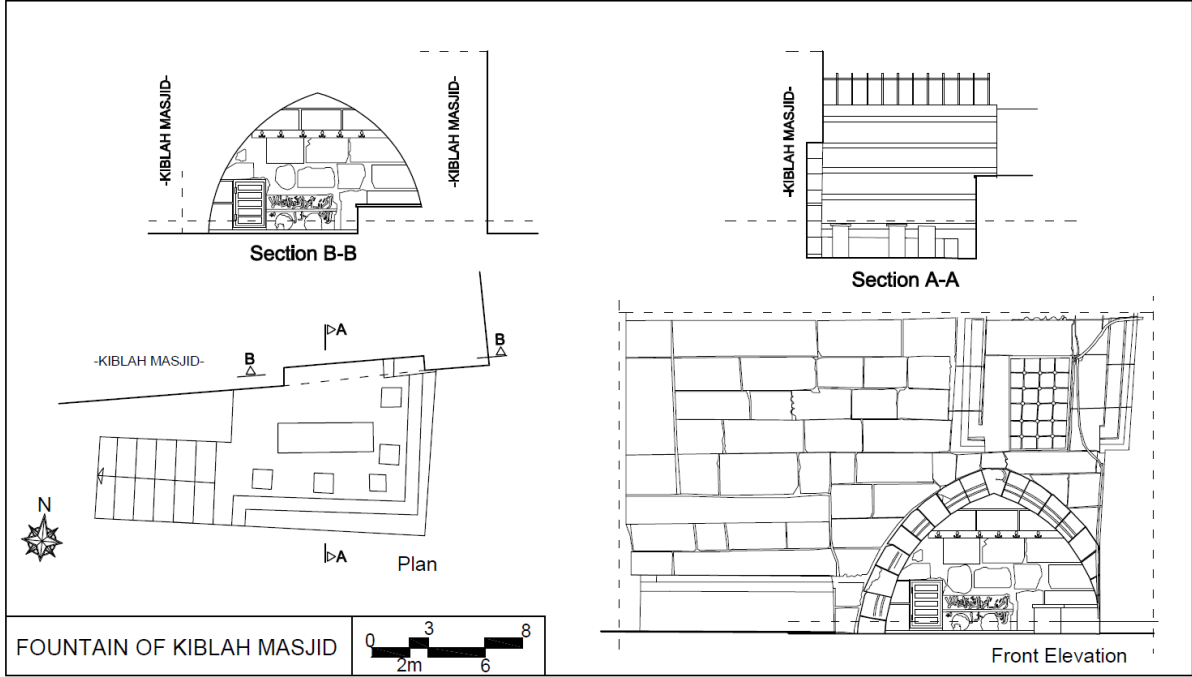 -KIBLAH MASJID-
-KIBLAH MASJID-
Section B-B
-KIBLAH MASJID-
Section A-A
A
B
B
-KIBLAH MASJID-
N
A
Plan
Front Elevation
FOUNTAIN OF KIBLAH MASJID
0 3 8
2m 6